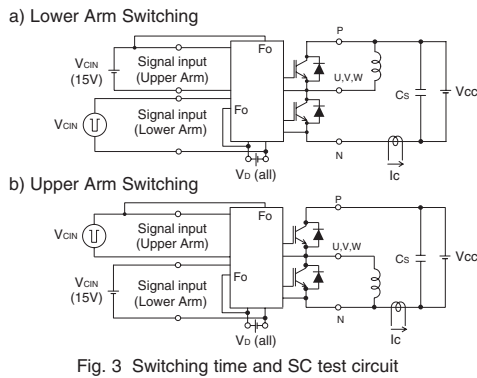 a) Lower Arm Switching
P
Fo
VCIN
(15V)
Signal input
(Upper Arm)
U,V,W
CS
Vcc
VCIN
Signal input
(Lower Arm)
Fo
N
VD (all)
Ic
b) Upper Arm Switching
P
Fo
VCIN
Signal input
(Upper Arm)
U,V,W
CS
Vcc
VCIN
(15V)
Signal input
(Lower Arm)
Fo
N
VD (all)
Ic
Fig. 3 Switching time and SC test circuit